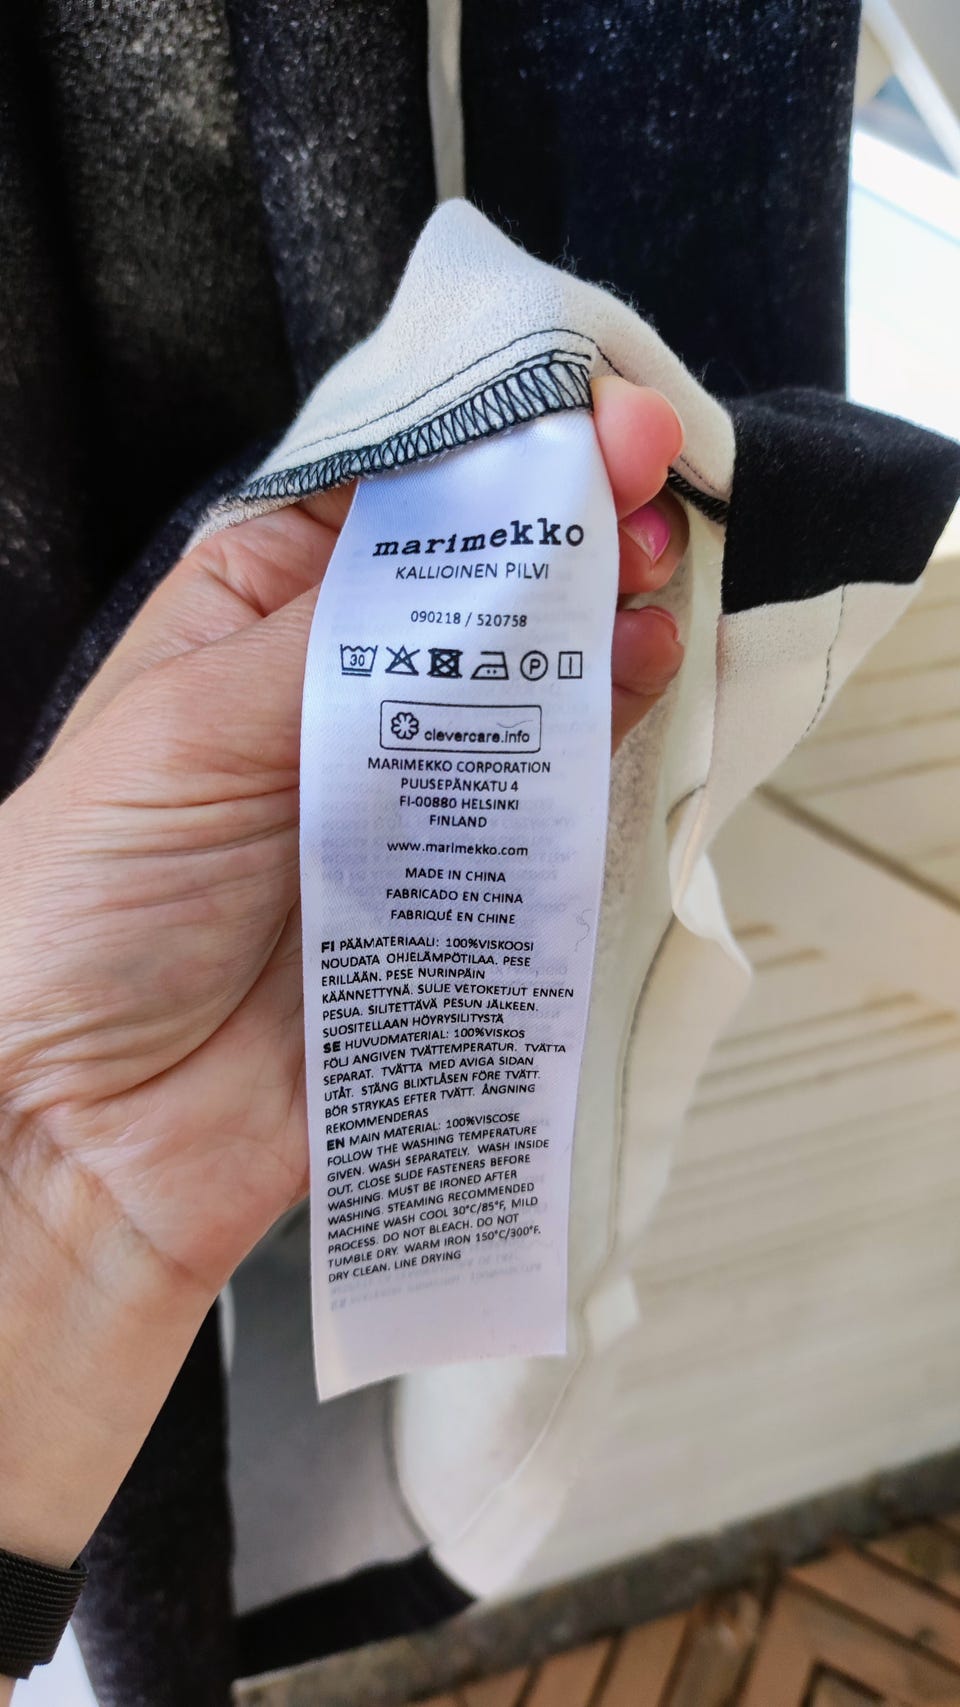 marimekko
KALLIOINEN PILVI
090218 / 520758
30 P
clevercare.info
MARIMEKKO CORPORATION
PUUSEPÄNKATU 4
FI-00880 HELSINKI
FINLAND
www.marimekko.com
MADE IN CHINA
FABRICADO EN CHINA
FABRIQUÉ EN CHINE
FI PÄÄMATERIAALI: 100%VISKOOSI
NOUDATA OHJELÄMPÖTILAA. PESE
ERILLÄÄN. PESE NURINPÄIN
KÄÄNNETTYNÄ. SULJE VETOKETJUT ENNEN
PESUA. SILITETTÄVÄ PESUN JÄLKEEN.
SUOSITELLAAN HÖYRYSILITYSTÄ
SE HUVUDMATERIAL: 100%VISKOS
FÖLJ ANGIVEN TVÄTTEMPERATUR. TVÄTTA
SEPARAT. TVÄTTA MED AVIGA SIDAN
UTÅT. STÄNG BLIXTLÅSEN FÖRE TVÄTT.
BÖR STRYKAS EFTER TVÄTT. ÅNGNING
REKOMMENDERAS
EN MAIN MATERIAL: 100%VISCOSE
FOLLOW THE WASHING TEMPERATURE
GIVEN. WASH SEPARATELY. WASH INSIDE
OUT. CLOSE SLIDE FASTENERS BEFORE
WASHING. MUST BE IRONED AFTER
WASHING. STEAMING RECOMMENDED
MACHINE WASH COOL 30°C/85°F, MILD
PROCESS. DO NOT BLEACH. DO NOT
TUMBLE DRY. WARM IRON 150°C/300°F.
DRY CLEAN. LINE DRYING